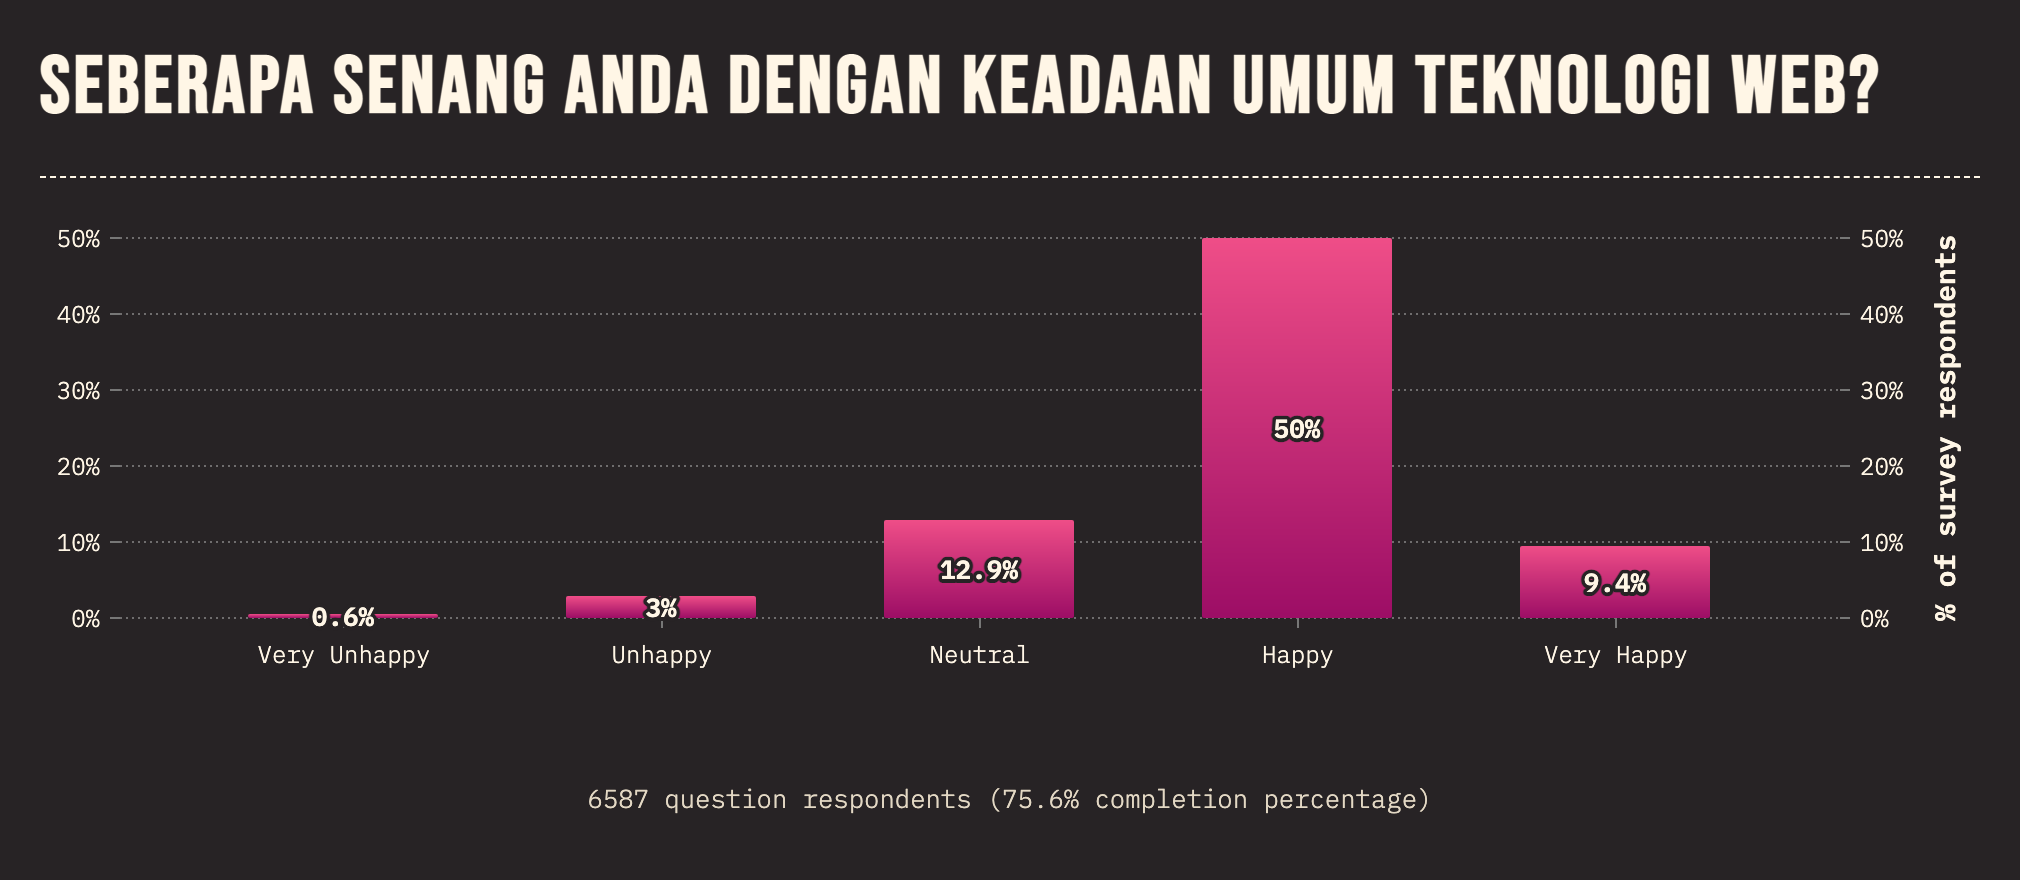 SEBERAPA SENANG ANDA DENGAN KEADAAN UMUM TEKNOLOGI WEB?
50%
40%
30%
20%
10%
0%
0.6%
3%
12.9%
50%
9.4%
Very Unhappy
Unhappy
Neutral
Happy
Very Happy
50%
40%
30%
20%
10%
0%
% of survey respondents
6587 question respondents (75.6% completion percentage)